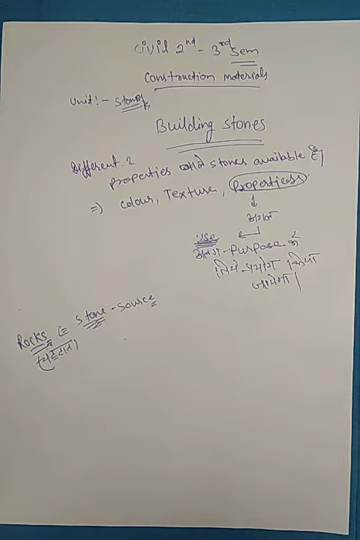 Civil 2nd - 3rd Sem.
Construction materials
Unit:- Stones
Building stones
Different 2
properties वाले stones available हैं|
=> colour, Texture, Properties
अलग
use
अलग-Purpose के
लिये प्रयोग किया
जायेगा|
Rocks = Stone - source
(चट्टान)